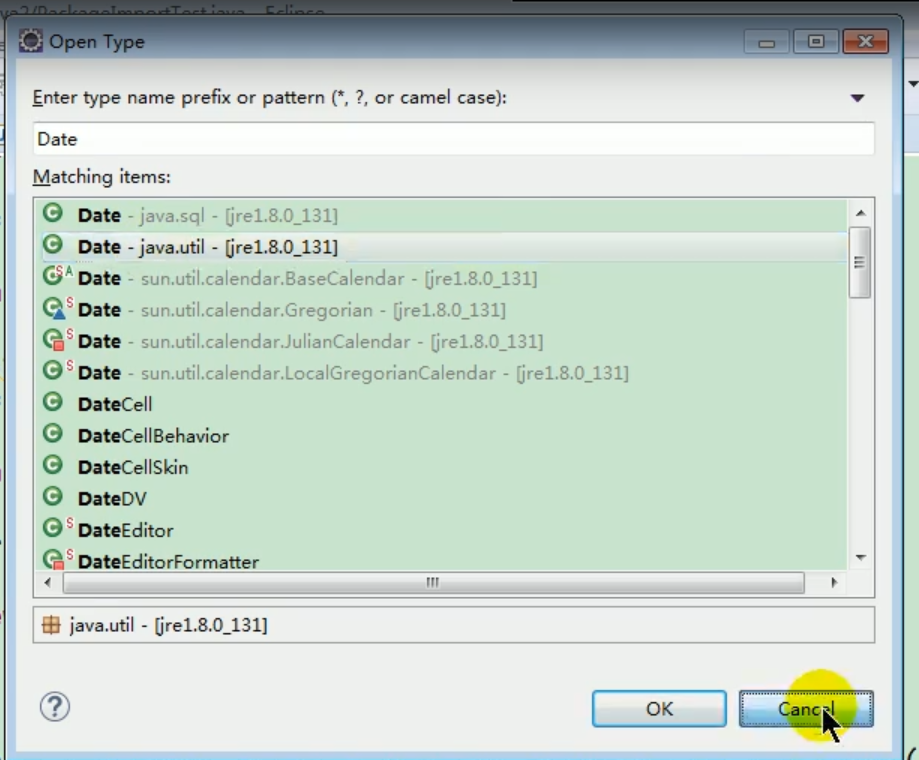 ve2/PackageImportTest.java - Eclipse
Open Type
Enter type name prefix or pattern (*, ?, or camel case):
Date
Matching items:
Date - java.sql - [jre1.8.0_131]
Date - java.util - [jre1.8.0_131]
Date - sun.util.calendar.BaseCalendar - [jre1.8.0_131]
Date - sun.util.calendar.Gregorian - [jre1.8.0_131]
Date - sun.util.calendar.JulianCalendar - [jre1.8.0_131]
Date - sun.util.calendar.LocalGregorianCalendar - [jre1.8.0_131]
DateCell
DateCellBehavior
DateCellSkin
DateDV
DateEditor
DateEditorFormatter
java.util - [jre1.8.0_131]
OK
Cancel